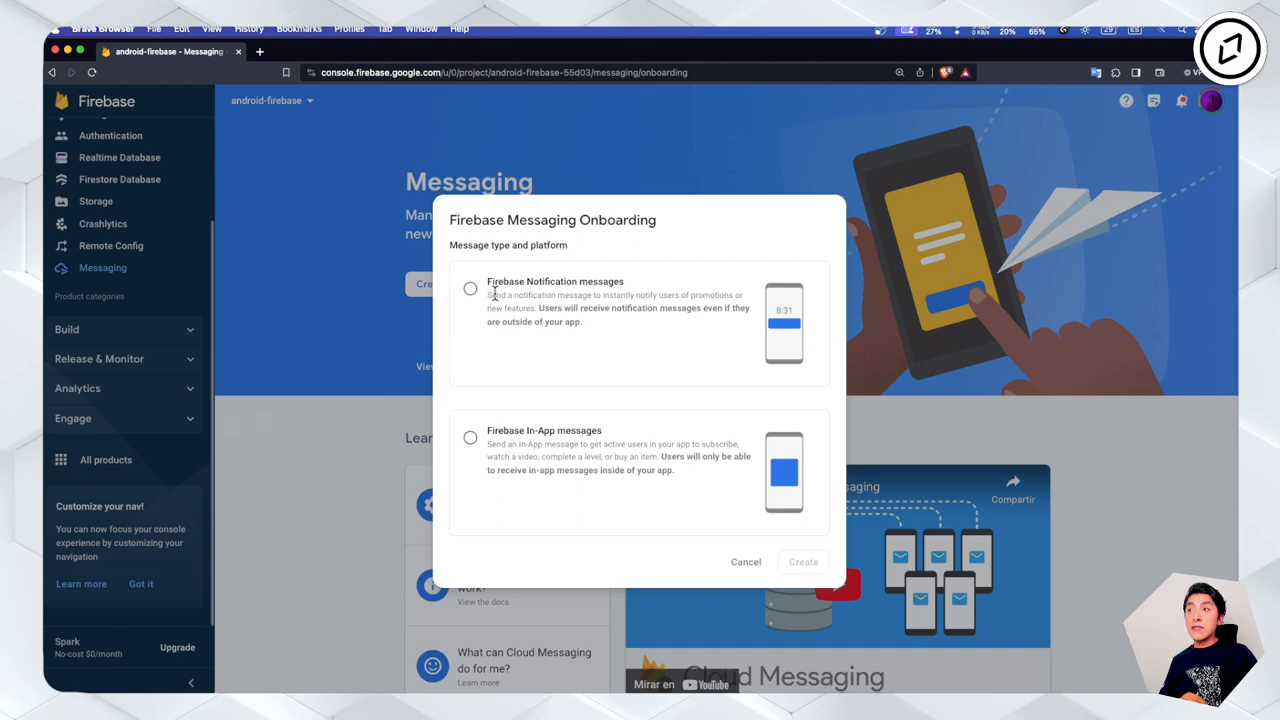 Brave Browser File Edit View History Bookmarks Profiles Tab Window Help
27% 0 KB/s 20% 65% 29 ES
android-firebase - Messaging
console.firebase.google.com/u/0/project/android-firebase-55d03/messaging/onboarding
Firebase
android-firebase
Authentication
Realtime Database
Firestore Database
Storage
Crashlytics
Remote Config
Messaging
Product categories
Build
Release & Monitor
Analytics
Engage
All products
Customize your nav!
You can now focus your console
experience by customizing your
navigation
Learn more Got it
Spark
No-cost $0/month
Upgrade
Messaging
Firebase Messaging Onboarding
Message type and platform
Firebase Notification messages
Send a notification message to instantly notify users of promotions or
new features. Users will receive notification messages even if they
are outside of your app.
8:31
Firebase In-App messages
Send an In-App message to get active users in your app to subscribe,
watch a video, complete a level, or buy an item. Users will only be able
to receive in-app messages inside of your app.
Cancel Create
Compartir
work?
View the docs
What can Cloud Messaging
do for me?
Learn more
Cloud Messaging
Mirar en YouTube